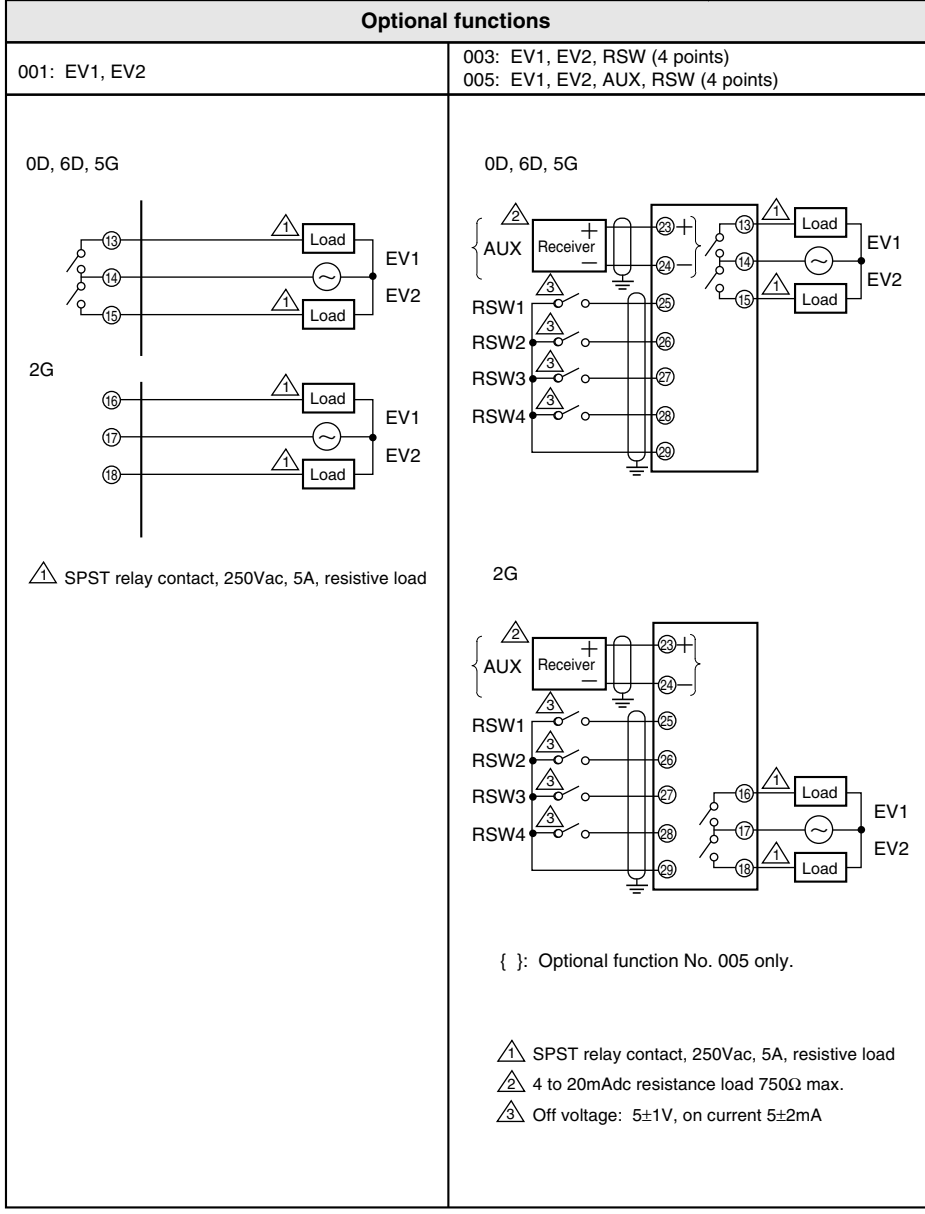 Optional functions
001: EV1, EV2
003: EV1, EV2, RSW (4 points)
005: EV1, EV2, AUX, RSW (4 points)
0D, 6D, 5G
13
1
Load
EV1
14
EV2
15
1
Load
2G
16
1
Load
EV1
17
EV2
18
1
Load
1 SPST relay contact, 250Vac, 5A, resistive load
0D, 6D, 5G
2
{ AUX
Receiver
+
−
23 +
24 −
}
RSW1
3
25
RSW2
3
26
RSW3
3
27
RSW4
3
28
29
13
1
Load
EV1
14
EV2
15
1
Load
2G
2
{ AUX
Receiver
+
−
23 +
24 −
}
RSW1
3
25
RSW2
3
26
RSW3
3
27
RSW4
3
28
29
16
1
Load
EV1
17
EV2
18
1
Load
{ }: Optional function No. 005 only.
1 SPST relay contact, 250Vac, 5A, resistive load
2 4 to 20mAdc resistance load 750Ω max.
3 Off voltage: 5±1V, on current 5±2mA